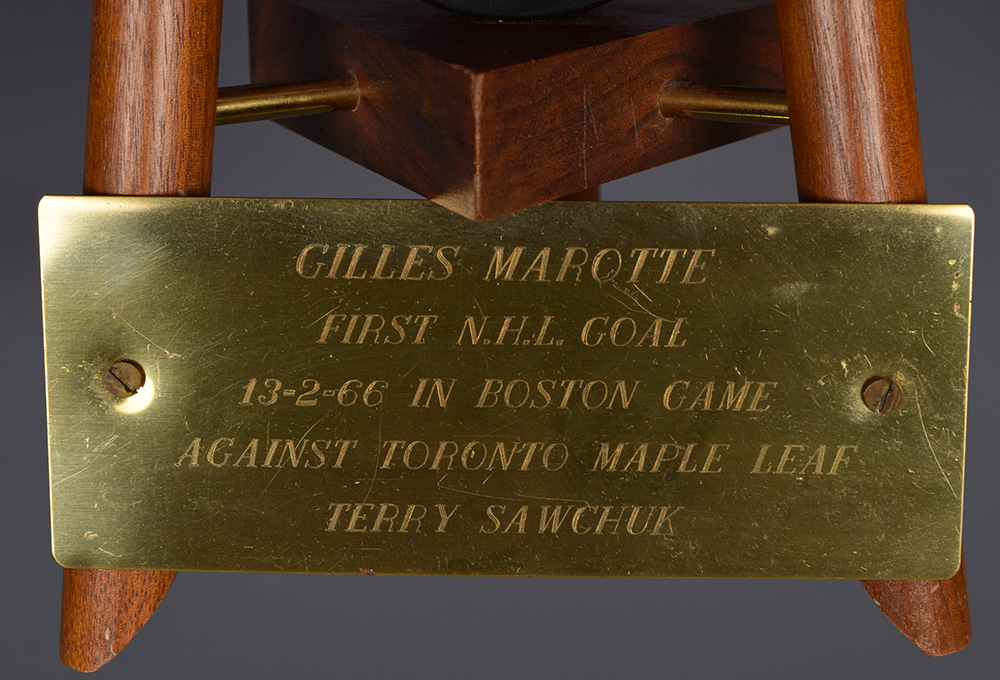 GILLES MAROTTE
FIRST N.H.L. GOAL
13-2-66 IN BOSTON GAME
AGAINST TORONTO MAPLE LEAF
TERRY SAWCHUK